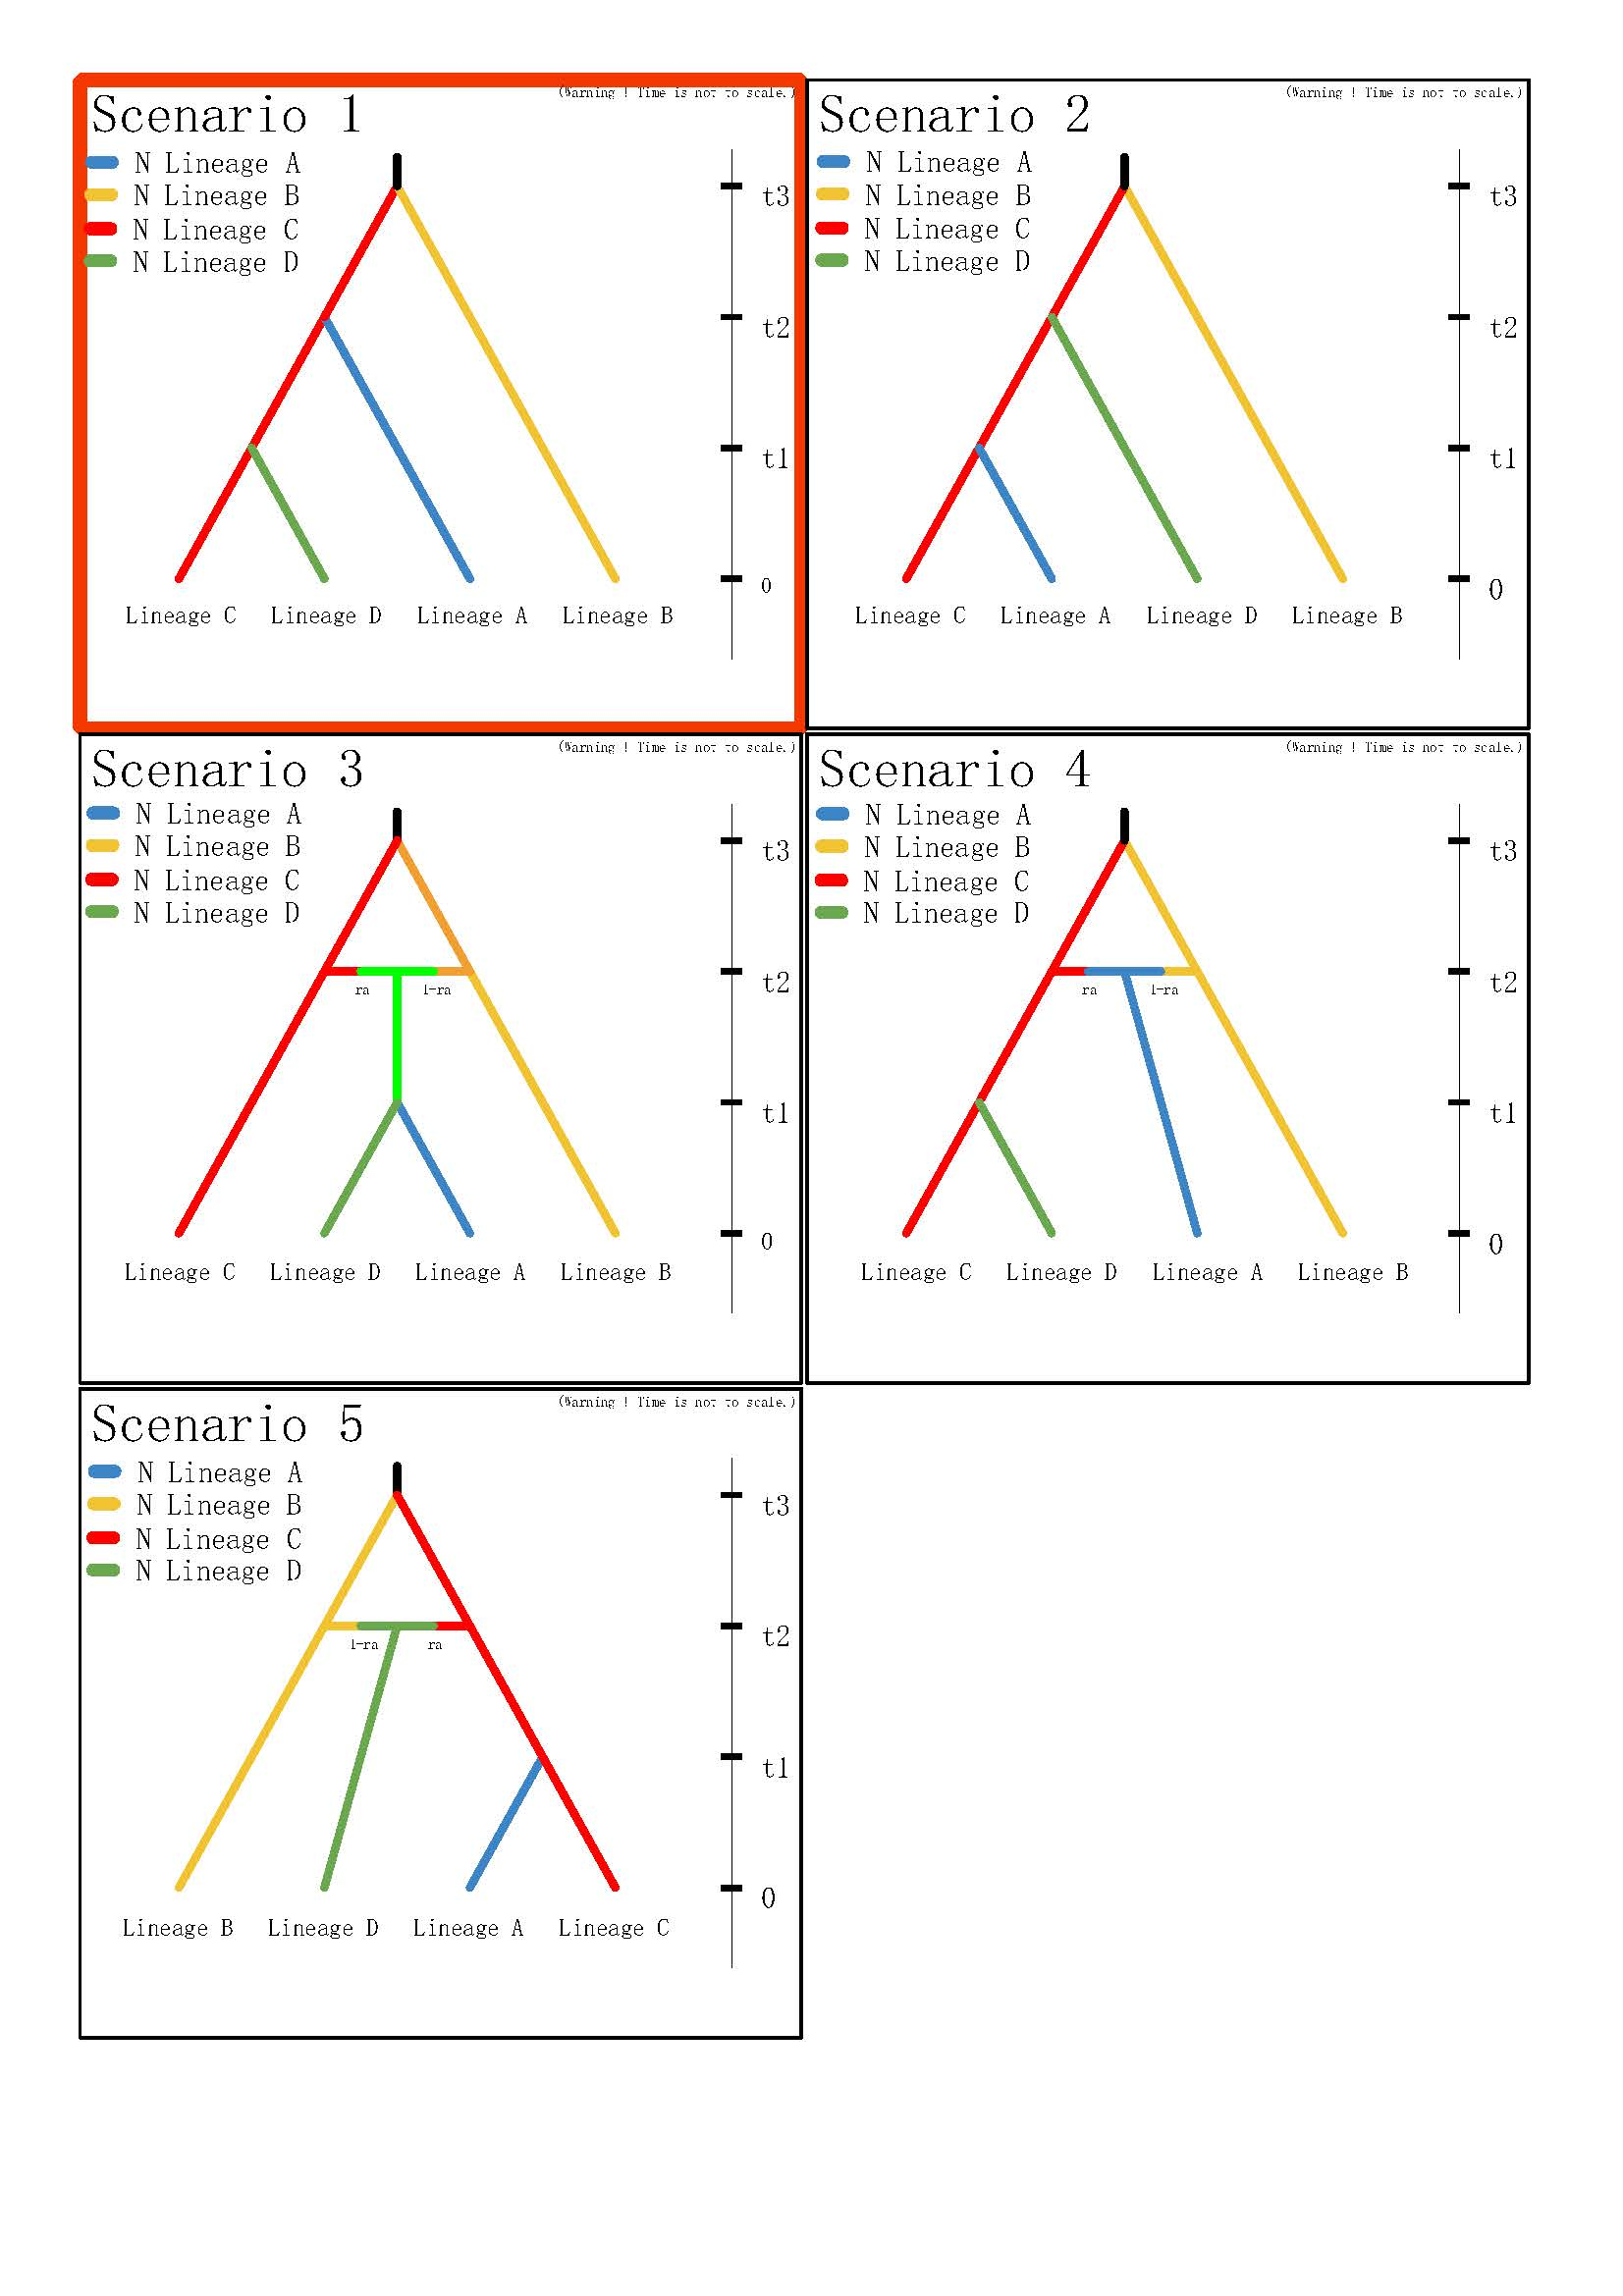 (Warning ! Time is not to scale.)
Scenario 1
N Lineage A
N Lineage B
N Lineage C
N Lineage D
t3
t2
t1
0
Lineage C Lineage D Lineage A Lineage B
(Warning ! Time is not to scale.)
Scenario 2
N Lineage A
N Lineage B
N Lineage C
N Lineage D
t3
t2
t1
0
Lineage C Lineage A Lineage D Lineage B
(Warning ! Time is not to scale.)
Scenario 3
N Lineage A
N Lineage B
N Lineage C
N Lineage D
t3
t2
ra 1-ra
t1
0
Lineage C Lineage D Lineage A Lineage B
(Warning ! Time is not to scale.)
Scenario 4
N Lineage A
N Lineage B
N Lineage C
N Lineage D
t3
t2
ra 1-ra
t1
0
Lineage C Lineage D Lineage A Lineage B
(Warning ! Time is not to scale.)
Scenario 5
N Lineage A
N Lineage B
N Lineage C
N Lineage D
t3
t2
1-ra ra
t1
0
Lineage B Lineage D Lineage A Lineage C